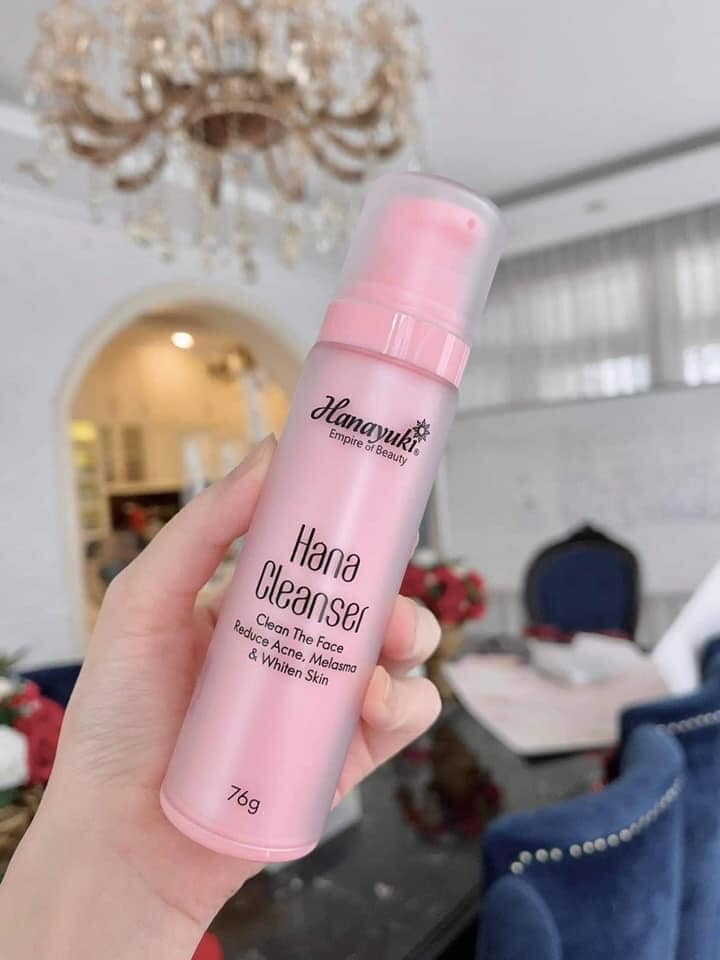 Hanayuki®
Empire of Beauty
Hana
Cleanser
Clean The Face
Reduce Acne, Melasma
& Whiten Skin
76g